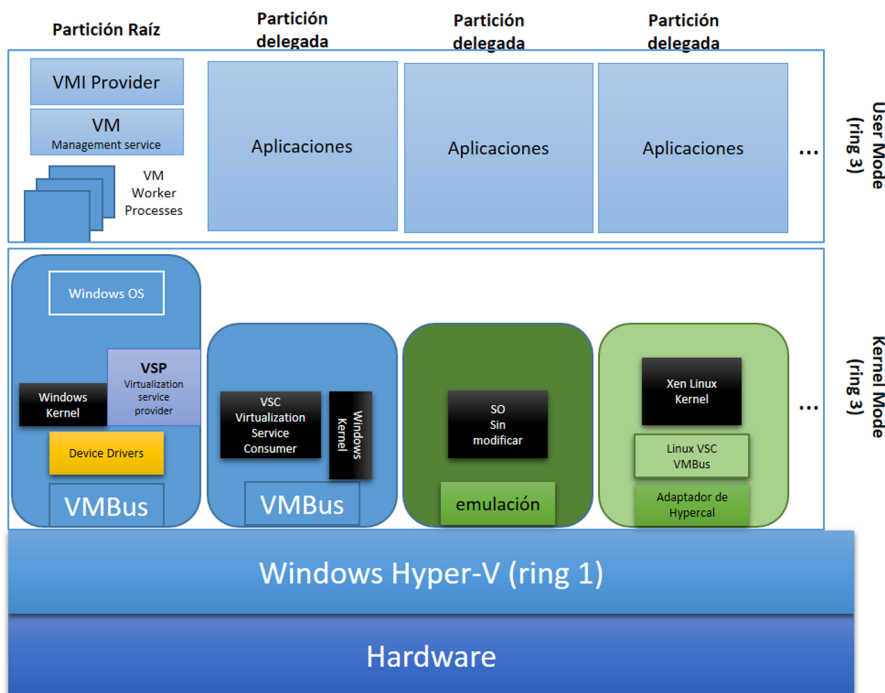 Partición Raíz
Partición
delegada
Partición
delegada
Partición
delegada
VMI Provider
VM
Management service
VM
Worker
Processes
Aplicaciones
Aplicaciones
Aplicaciones
...
User Mode
(ring 3)
Windows OS
VSP
Virtualization
service
provider
Windows
Kernel
Device Drivers
VMBus
VSC
Virtualization
Service
Consumer
Windows
Kernel
VMBus
SO
Sin
modificar
emulación
Xen Linux
Kernel
Linux VSC
VMBus
Adaptador de
Hypercal
...
Kernel Mode
(ring 3)
Windows Hyper-V (ring 1)
Hardware